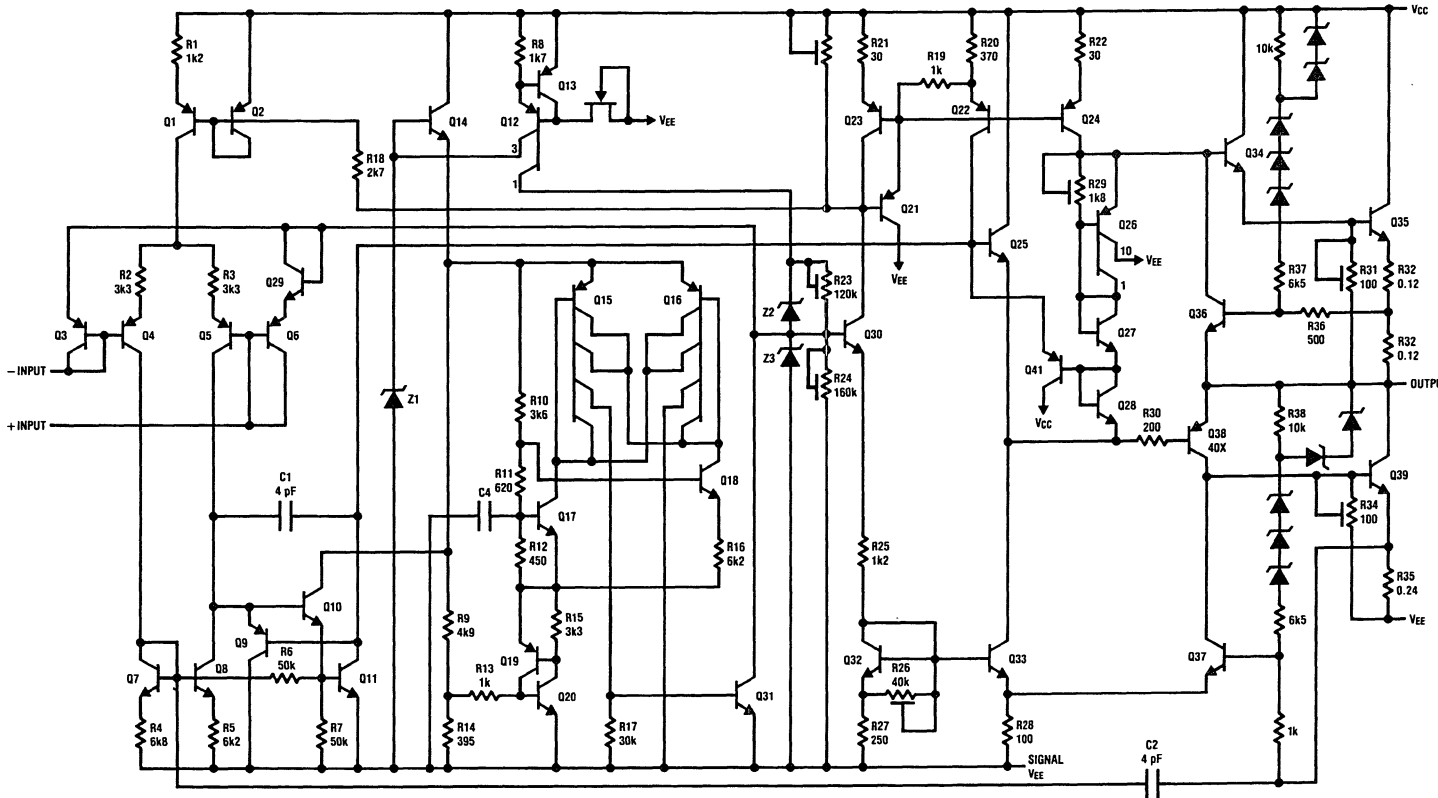 VCC
R1
1k2
R8
1k7
Q13
Q1
Q2
Q12
VEE
Q14
3
1
R18
2k7
R21
30
R19
1k
R20
370
R22
30
Q23
Q22
Q24
Q21
VEE
10k
Q34
R29
1k8
Q26
10
VEE
1
Q25
Q35
R37
6k5
R31
100
R32
0.12
R2
3k3
R3
3k3
Q29
Q3
Q4
Q5
Q6
– INPUT
+ INPUT
Z1
Q15
Q16
Z2
Z3
R23
120k
R24
160k
Q30
Q27
Q41
VCC
Q28
Q36
R36
500
R32
0.12
OUTPU
R10
3k6
R11
620
C4
Q17
R12
450
Q18
R16
6k2
R30
200
Q38
40X
R38
10k
Q39
R34
100
R35
0.24
VEE
C1
4 pF
R25
1k2
Q10
Q9
R6
50k
Q7
Q8
Q11
R4
6k8
R5
6k2
R7
50k
R9
4k9
R13
1k
R14
395
R15
3k3
Q19
Q20
R17
30k
Q31
Q32
R26
40k
R27
250
Q33
R28
100
SIGNAL
VEE
6k5
Q37
1k
C2
4 pF